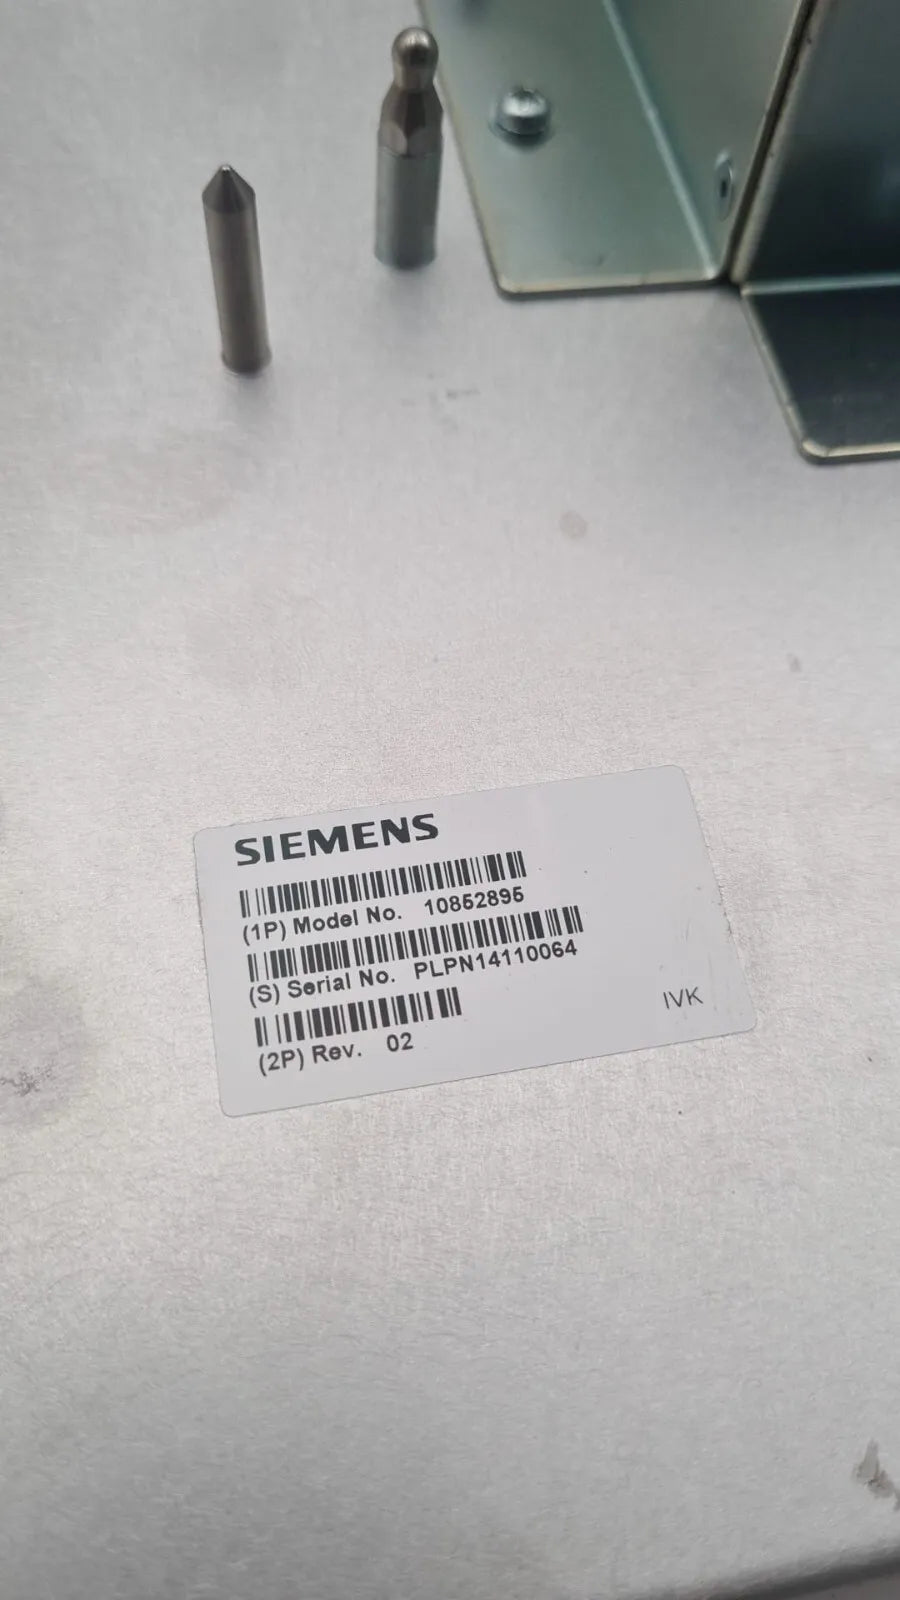 SIEMENS
(1P) Model No. 10852895
(S) Serial No. PLPN14110064
(2P) Rev. 02
IVK